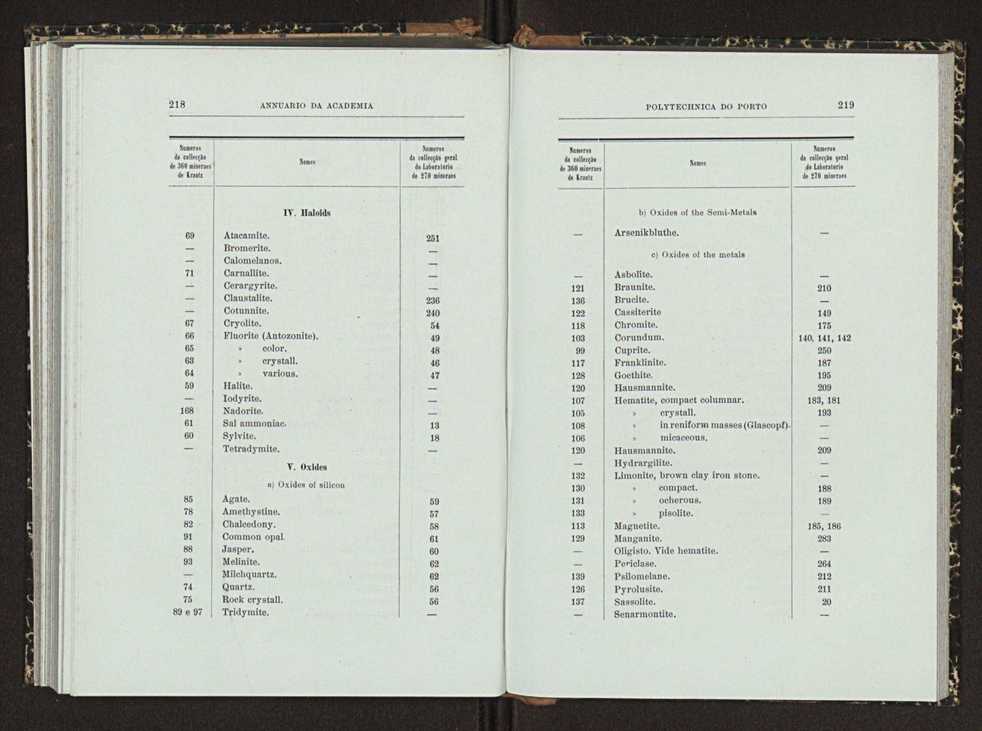 218 ANNUARIO DA ACADEMIA
Numeros da collecção de 360 mineraes de Krantz
Nomes
Numeros da collecção geral do Laboratorio de 270 mineraes
IV. Haloids
69 Atacamite. 251
— Bromerite. —
— Calomelanos. —
71 Carnallite. —
— Cerargyrite. —
— Claustalite. 236
— Cotunnite. 240
67 Cryolite. 54
66 Fluorite (Antozonite). 49
65 » color. 48
63 » crystall. 46
64 » various. 47
59 Halite. —
— Iodyrite. —
168 Nadorite. —
61 Sal ammoniac. 13
60 Sylvite. 18
— Tetradymite. —
V. Oxides
a) Oxides of silicon
85 Agate. 59
78 Amethystine. 57
82 Chalcedony. 58
91 Common opal. 61
88 Jasper. 60
93 Melinite. 62
— Milchquartz. 62
74 Quartz. 56
75 Rock crystall. 56
89 e 97 Tridymite. —
POLYTECHNICA DO PORTO 219
Numeros da collecção de 360 mineraes de Krantz
Nomes
Numeros da collecção geral do Laboratorio de 270 mineraes
b) Oxides of the Semi-Metals
— Arsenikbluthe. —
c) Oxides of the metals
— Asbolite. —
121 Braunite. 210
136 Brucite. —
122 Cassiterite 149
118 Chromite. 175
103 Corundum. 140, 141, 142
99 Cuprite. 250
117 Franklinite. 187
128 Goethite. 195
120 Hausmannite. 209
107 Hematite, compact columnar. 183, 181
105 » crystall. 193
108 » in reniform masses (Glascopf). —
106 » micaceous. —
120 Hausmannite. 209
— Hydrargilite. —
132 Limonite, brown clay iron stone. —
130 » compact. 188
131 » ocherous. 189
133 » pisolite. —
113 Magnetite. 185, 186
129 Manganite. 283
— Oligisto. Vide hematite. —
— Periclase. 264
139 Psilomelane. 212
126 Pyrolusite. 211
137 Sassolite. 20
— Senarmontite. —